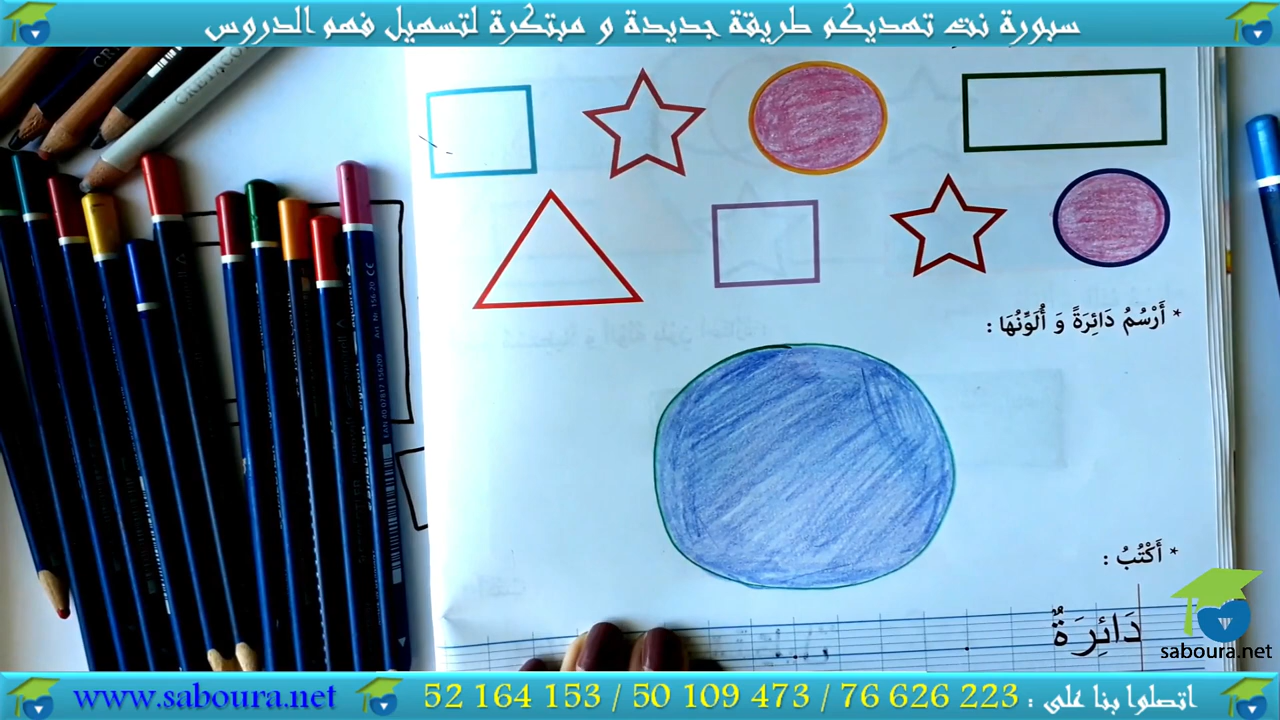 سبورة نت تهديكم طريقة جديدة و مبتكرة لتسهيل فهم الدروس
* أَرْسُمُ دَائِرَةً وَ أُلَوِّنُهَا :
* أَكْتُبُ :
دَائِرَةٌ
saboura.net
اتصلوا بنا على : 52 164 153 / 50 109 473 / 76 626 223
www.saboura.net